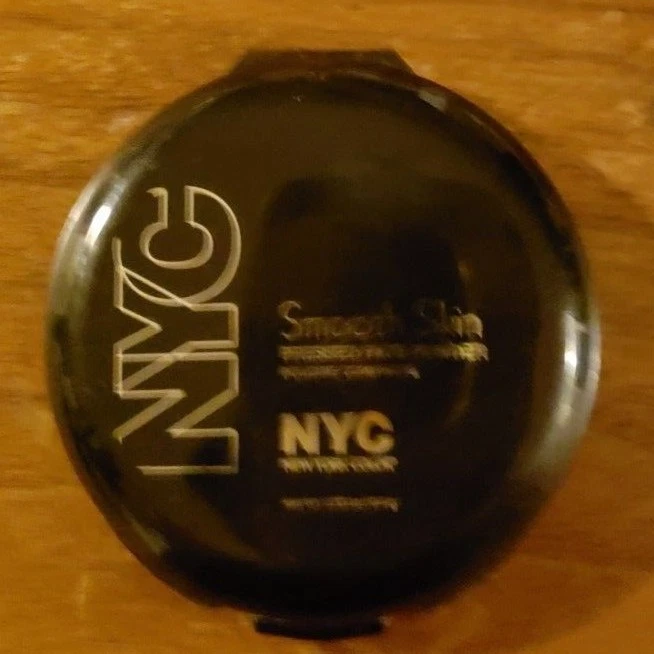 NYC
Smooth Skin
PRESSED FACE POWDER
NYC
NEW YORK COLOR